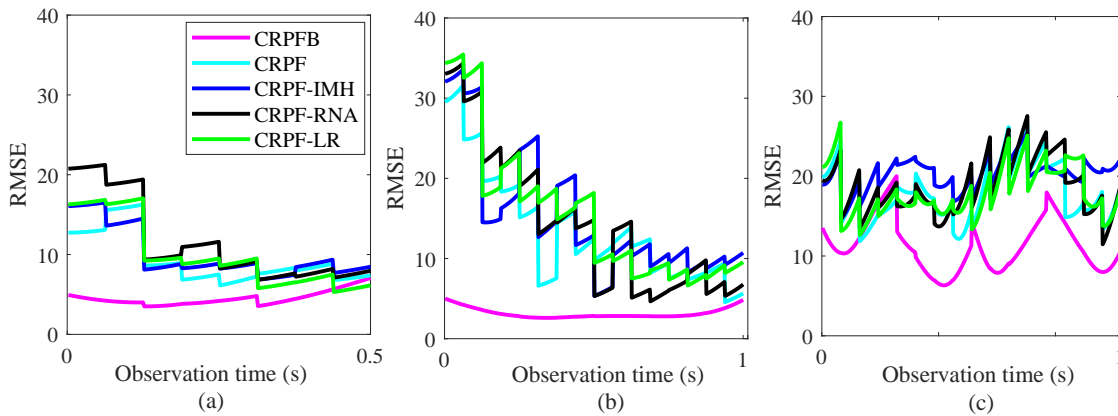 40
30
20
10
0
RMSE
0
0.5
Observation time (s)
(a)
CRPFB
CRPF
CRPF-IMH
CRPF-RNA
CRPF-LR
40
30
20
10
0
RMSE
0
1
Observation time (s)
(b)
40
30
20
10
0
RMSE
0
1
Observation time (s)
(c)